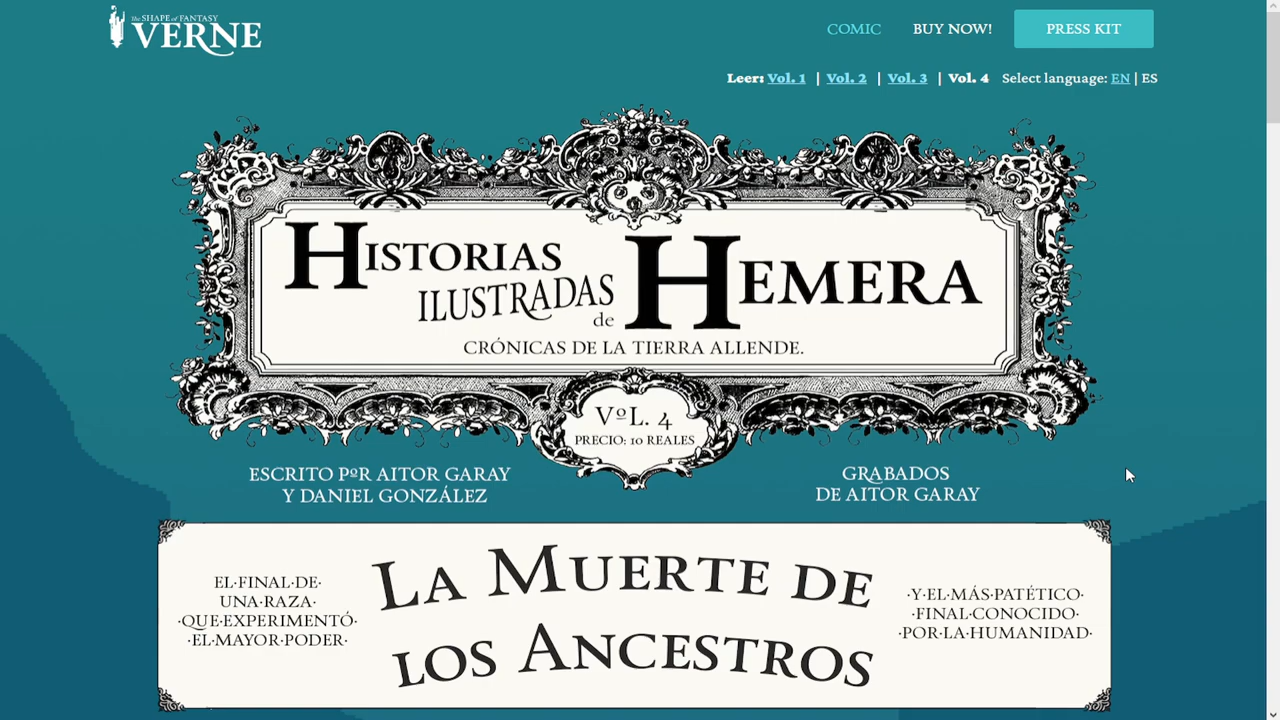 The SHAPE of FANTASY
VERNE
COMIC BUY NOW! PRESS KIT
Leer: Vol. 1 | Vol. 2 | Vol. 3 | Vol. 4 Select language: EN | ES
HISTORIAS
ILUSTRADAS
de
HEMERA
CRÓNICAS DE LA TIERRA ALLENDE.
VºL. 4
PRECIO: 10 REALES
ESCRITO PºR AITOR GARAY
Y DANIEL GONZÁLEZ
GRABADOS
DE AITOR GARAY
EL·FINAL·DE·
UNA·RAZA·
·QUE·EXPERIMENTÓ·
·EL·MAYOR·PODER·
LA MUERTE DE
LOS ANCESTROS
·Y·EL·MÁS·PATÉTICO·
·FINAL·CONOCIDO·
·POR·LA·HUMANIDAD·